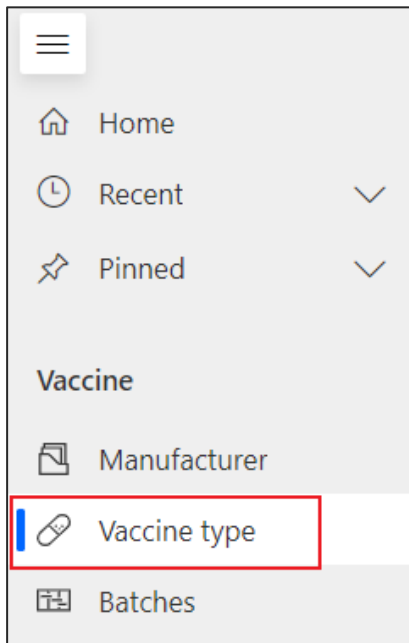 Home
Recent
Pinned
Vaccine
Manufacturer
Vaccine type
Batches